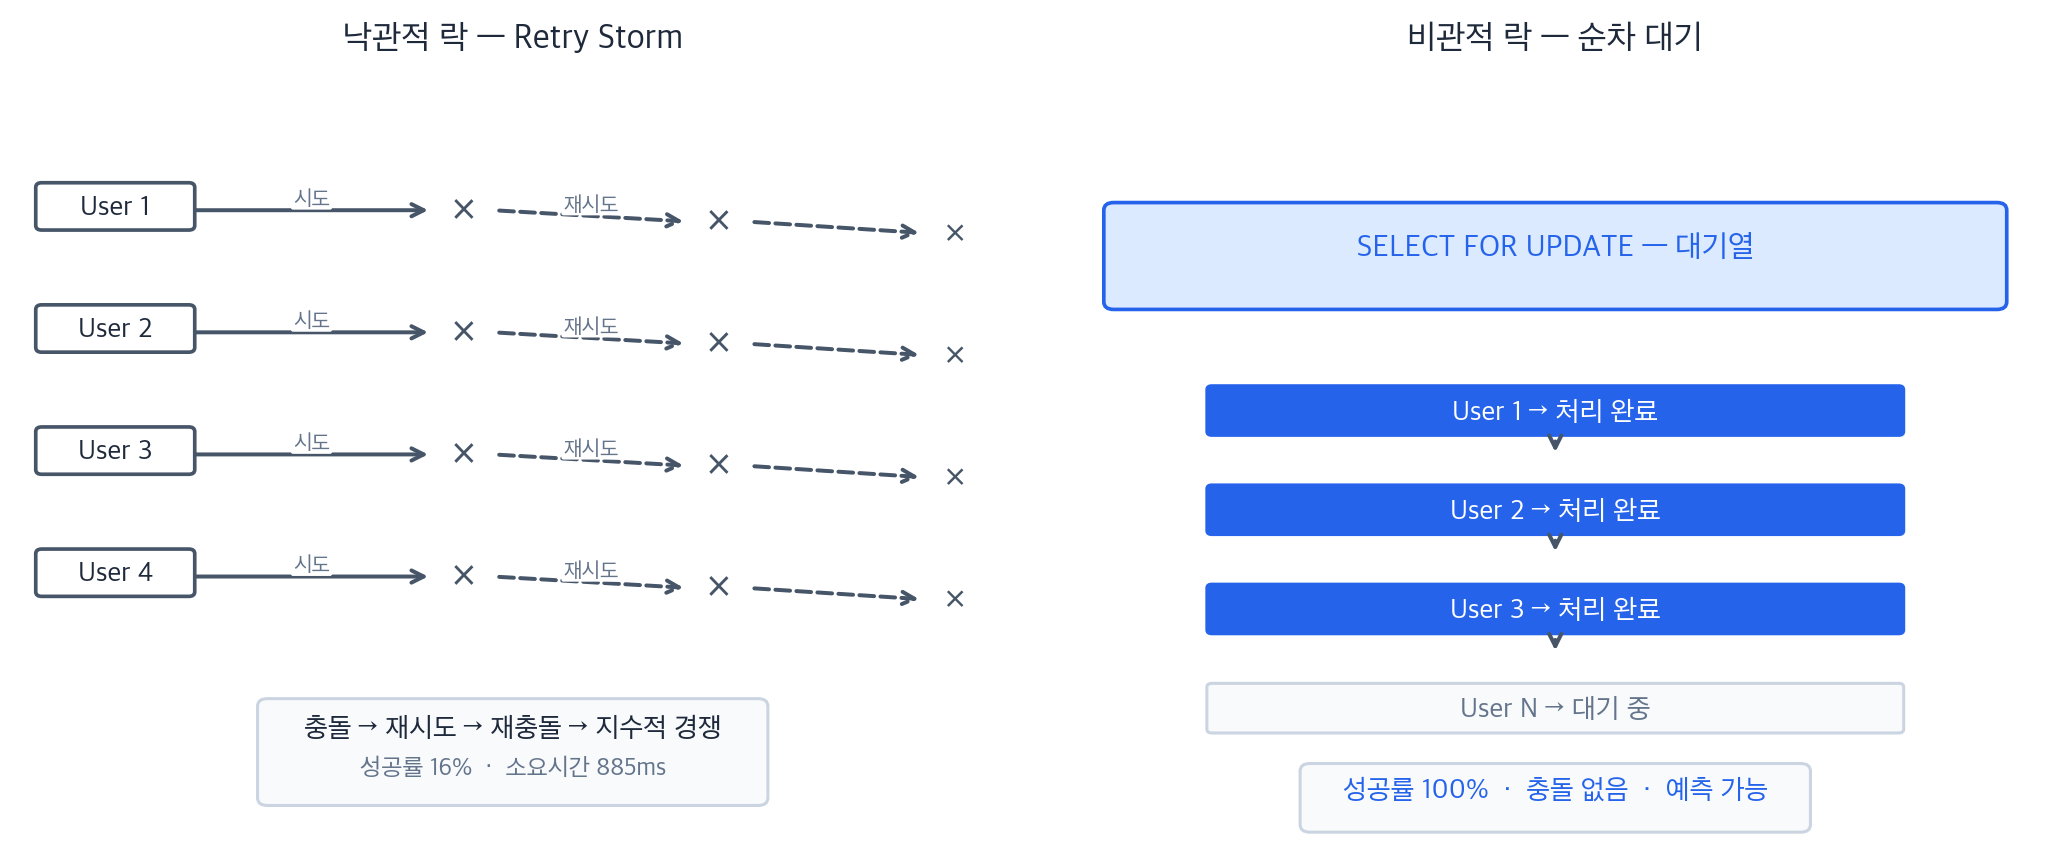 낙관적 락 — Retry Storm
User 1
시도
×
재시도
×
×
User 2
시도
×
재시도
×
×
User 3
시도
×
재시도
×
×
User 4
시도
×
재시도
×
×
충돌 → 재시도 → 재충돌 → 지수적 경쟁
성공률 16% · 소요시간 885ms
비관적 락 — 순차 대기
SELECT FOR UPDATE — 대기열
User 1 → 처리 완료
User 2 → 처리 완료
User 3 → 처리 완료
User N → 대기 중
성공률 100% · 충돌 없음 · 예측 가능